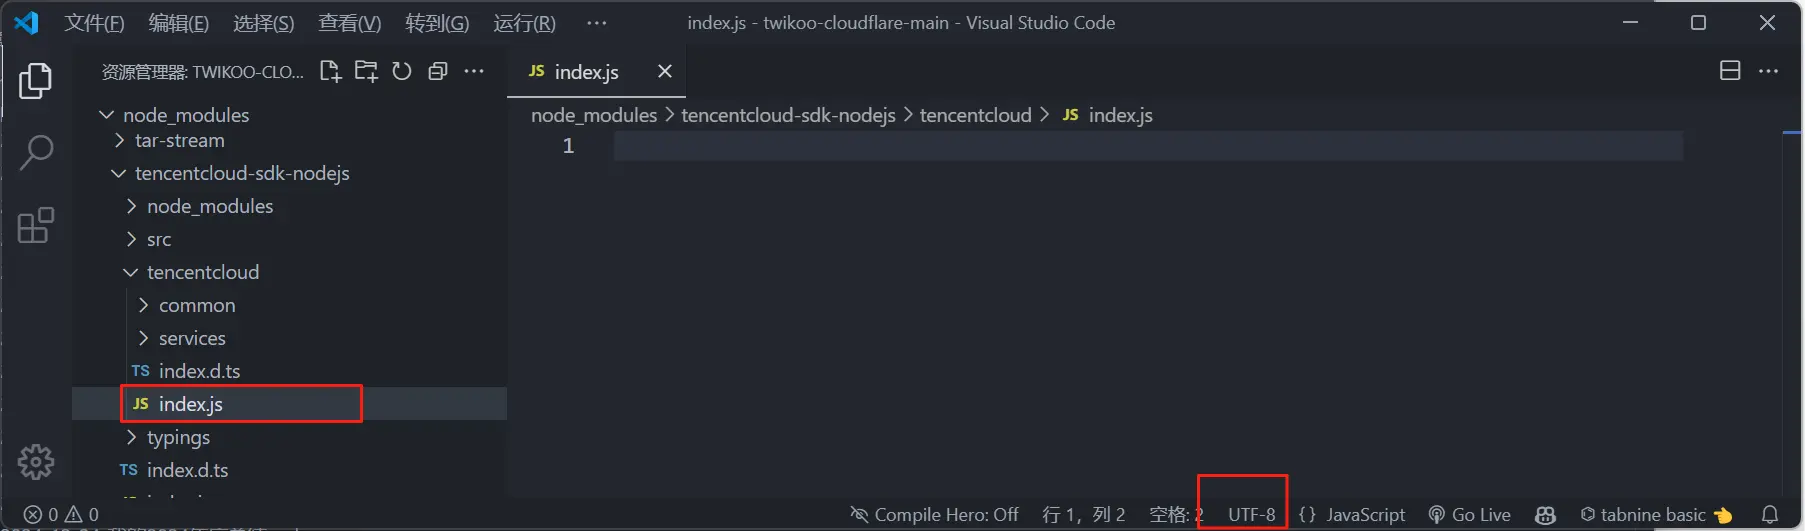 文件(F) 编辑(E) 选择(S) 查看(V) 转到(G) 运行(R) ··· index.js - twikoo-cloudflare-main - Visual Studio Code
资源管理器: TWIKOO-CLO... ··· JS index.js ···
node_modules
node_modules > tencentcloud-sdk-nodejs > tencentcloud > JS index.js
tar-stream
1
tencentcloud-sdk-nodejs
node_modules
src
tencentcloud
common
services
TS index.d.ts
JS index.js
typings
TS index.d.ts
0 0 Compile Hero: Off 行 1，列 2 空格: 2 UTF-8 {} JavaScript Go Live tabnine basic 👈